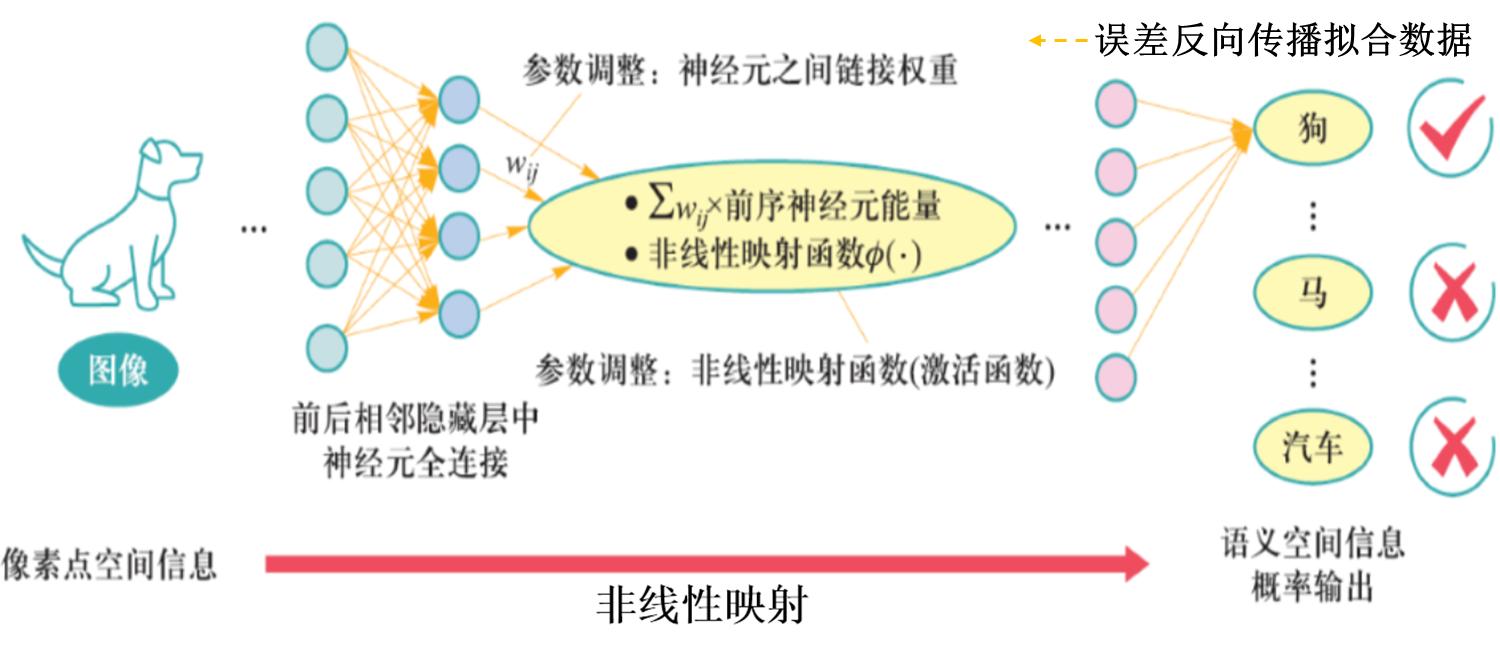 误差反向传播拟合数据
参数调整：神经元之间链接权重
w_ij
狗
∑w_ij×前序神经元能量
非线性映射函数ϕ(·)
...
...
马
图像
参数调整：非线性映射函数(激活函数)
前后相邻隐藏层中
神经元全连接
汽车
像素点空间信息
非线性映射
语义空间信息
概率输出